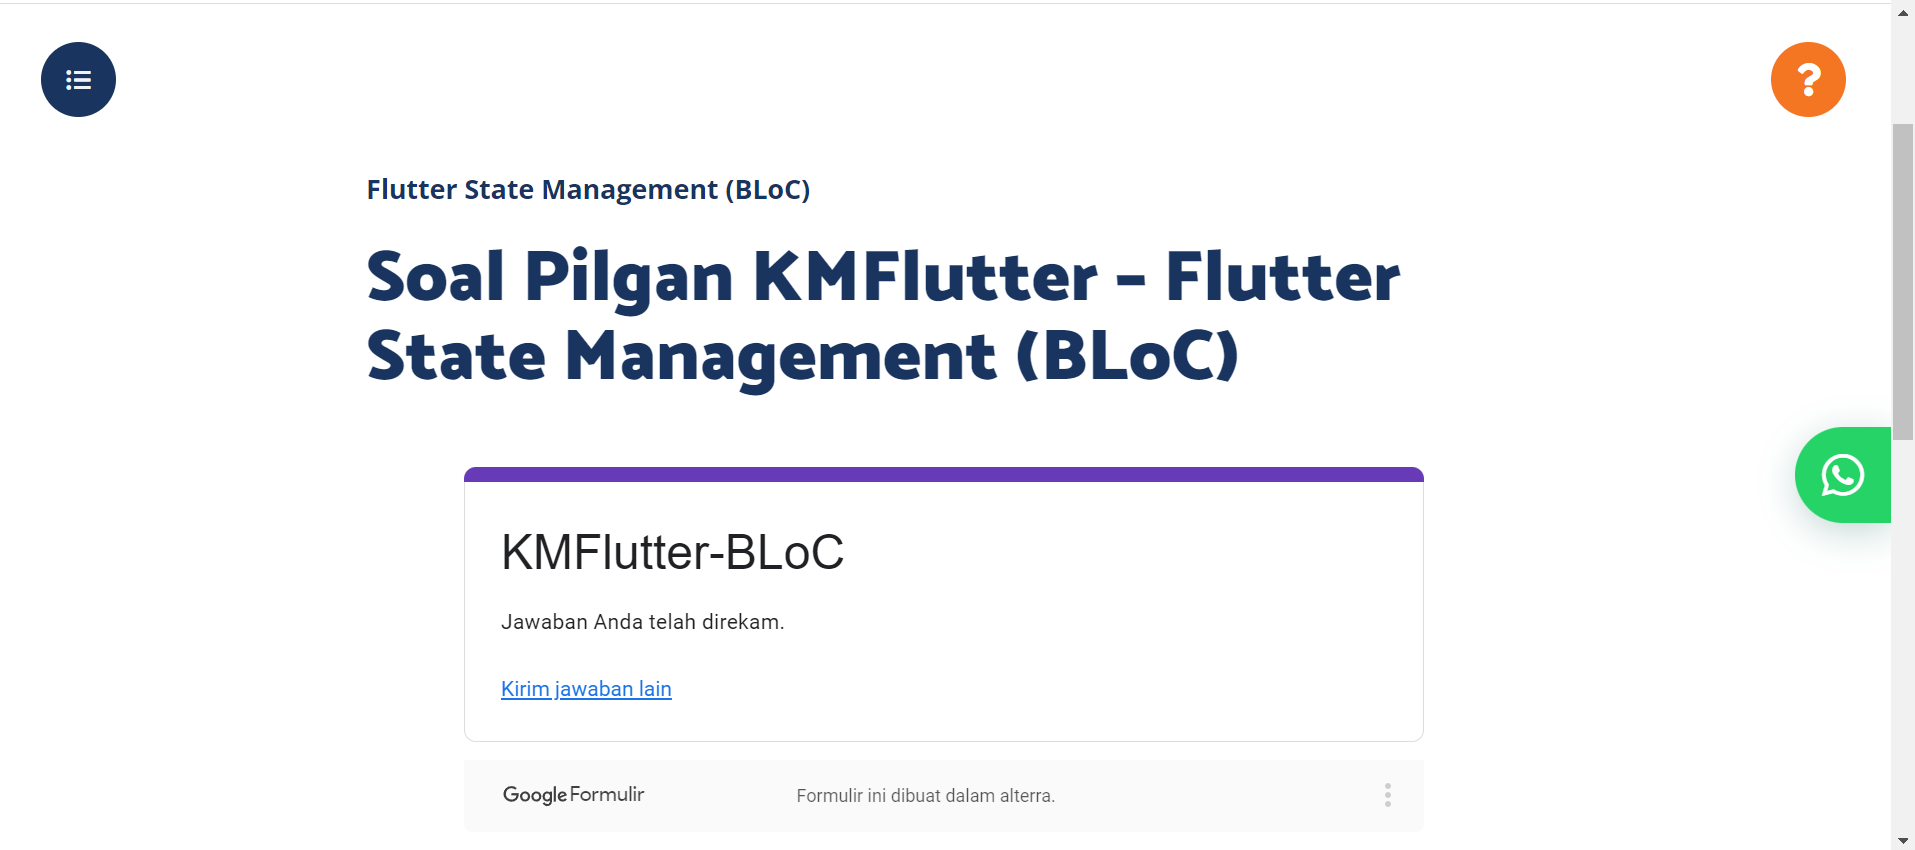 Flutter State Management (BLoC)
Soal Pilgan KMFlutter – Flutter
State Management (BLoC)
KMFlutter-BLoC
Jawaban Anda telah direkam.
Kirim jawaban lain
Google Formulir
Formulir ini dibuat dalam alterra.